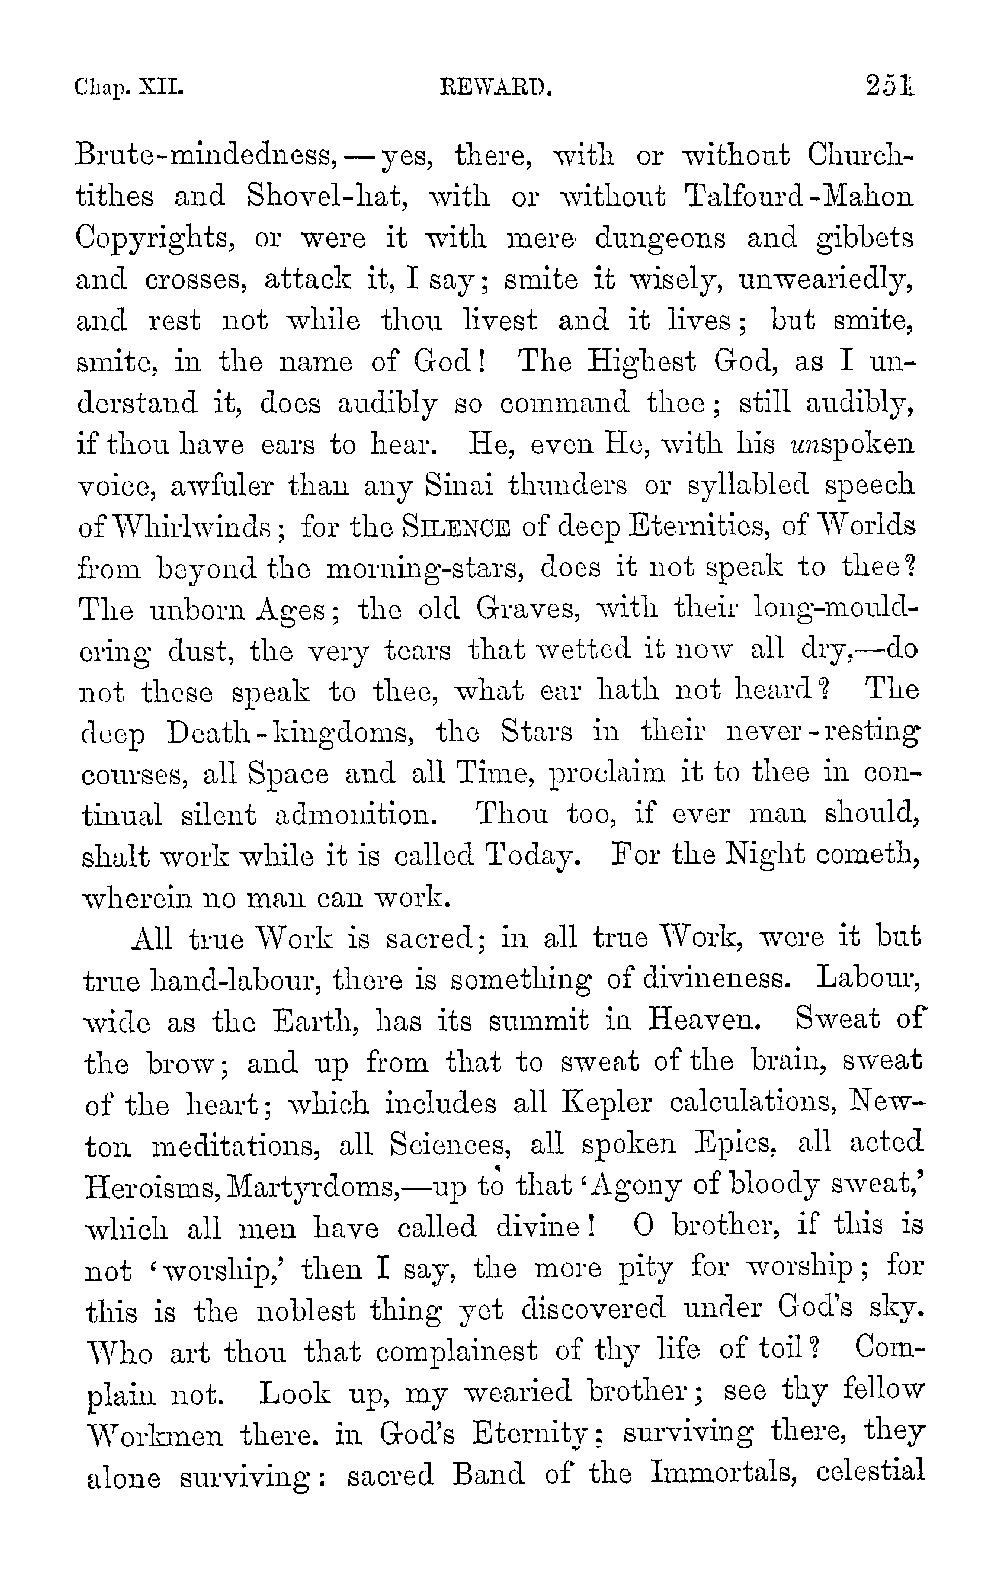 Chap. XII. REWARD. 251
Brute-mindedness, — yes, there, with or without Church-
tithes and Shovel-hat, with or without Talfourd-Mahon
Copyrights, or were it with mere dungeons and gibbets
and crosses, attack it, I say; smite it wisely, unweariedly,
and rest not while thou livest and it lives; but smite,
smite, in the name of God! The Highest God, as I un-
derstand it, does audibly so command thee; still audibly,
if thou have ears to hear. He, even He, with his unspoken
voice, awfuler than any Sinai thunders or syllabled speech
of Whirlwinds; for the SILENCE of deep Eternities, of Worlds
from beyond the morning-stars, does it not speak to thee?
The unborn Ages; the old Graves, with their long-mould-
ering dust, the very tears that wetted it now all dry,—do
not these speak to thee, what ear hath not heard? The
deep Death-kingdoms, the Stars in their never-resting
courses, all Space and all Time, proclaim it to thee in con-
tinual silent admonition. Thou too, if ever man should,
shalt work while it is called Today. For the Night cometh,
wherein no man can work.
All true Work is sacred; in all true Work, were it but
true hand-labour, there is something of divineness. Labour,
wide as the Earth, has its summit in Heaven. Sweat of
the brow; and up from that to sweat of the brain, sweat
of the heart; which includes all Kepler calculations, New-
ton meditations, all Sciences, all spoken Epics, all acted
Heroisms, Martyrdoms,—up to that ‘Agony of bloody sweat,’
which all men have called divine! O brother, if this is
not ‘worship,’ then I say, the more pity for worship; for
this is the noblest thing yet discovered under God's sky.
Who art thou that complainest of thy life of toil? Com-
plain not. Look up, my wearied brother; see thy fellow
Workmen there, in God's Eternity; surviving there, they
alone surviving: sacred Band of the Immortals, celestial